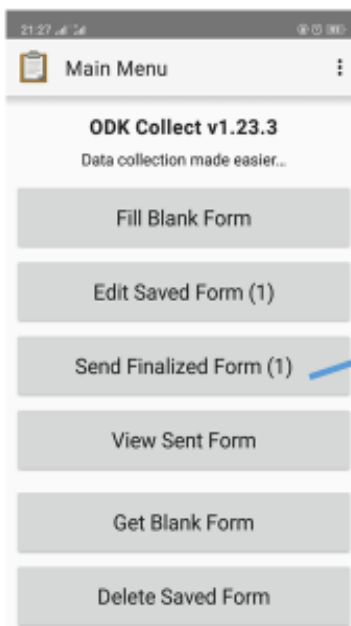 21:27
Main Menu
ODK Collect v1.23.3
Data collection made easier...
Fill Blank Form
Edit Saved Form (1)
Send Finalized Form (1)
View Sent Form
Get Blank Form
Delete Saved Form